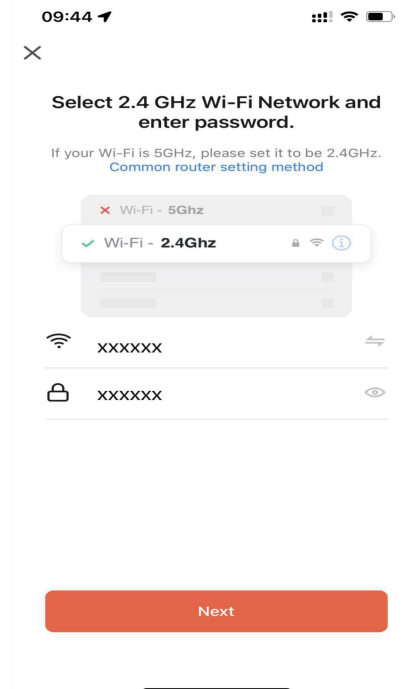 09:44
Select 2.4 GHz Wi-Fi Network and
enter password.
If your Wi-Fi is 5GHz, please set it to be 2.4GHz.
Common router setting method
Wi-Fi - 5Ghz
Wi-Fi - 2.4Ghz
xxxxxx
xxxxxx
Next